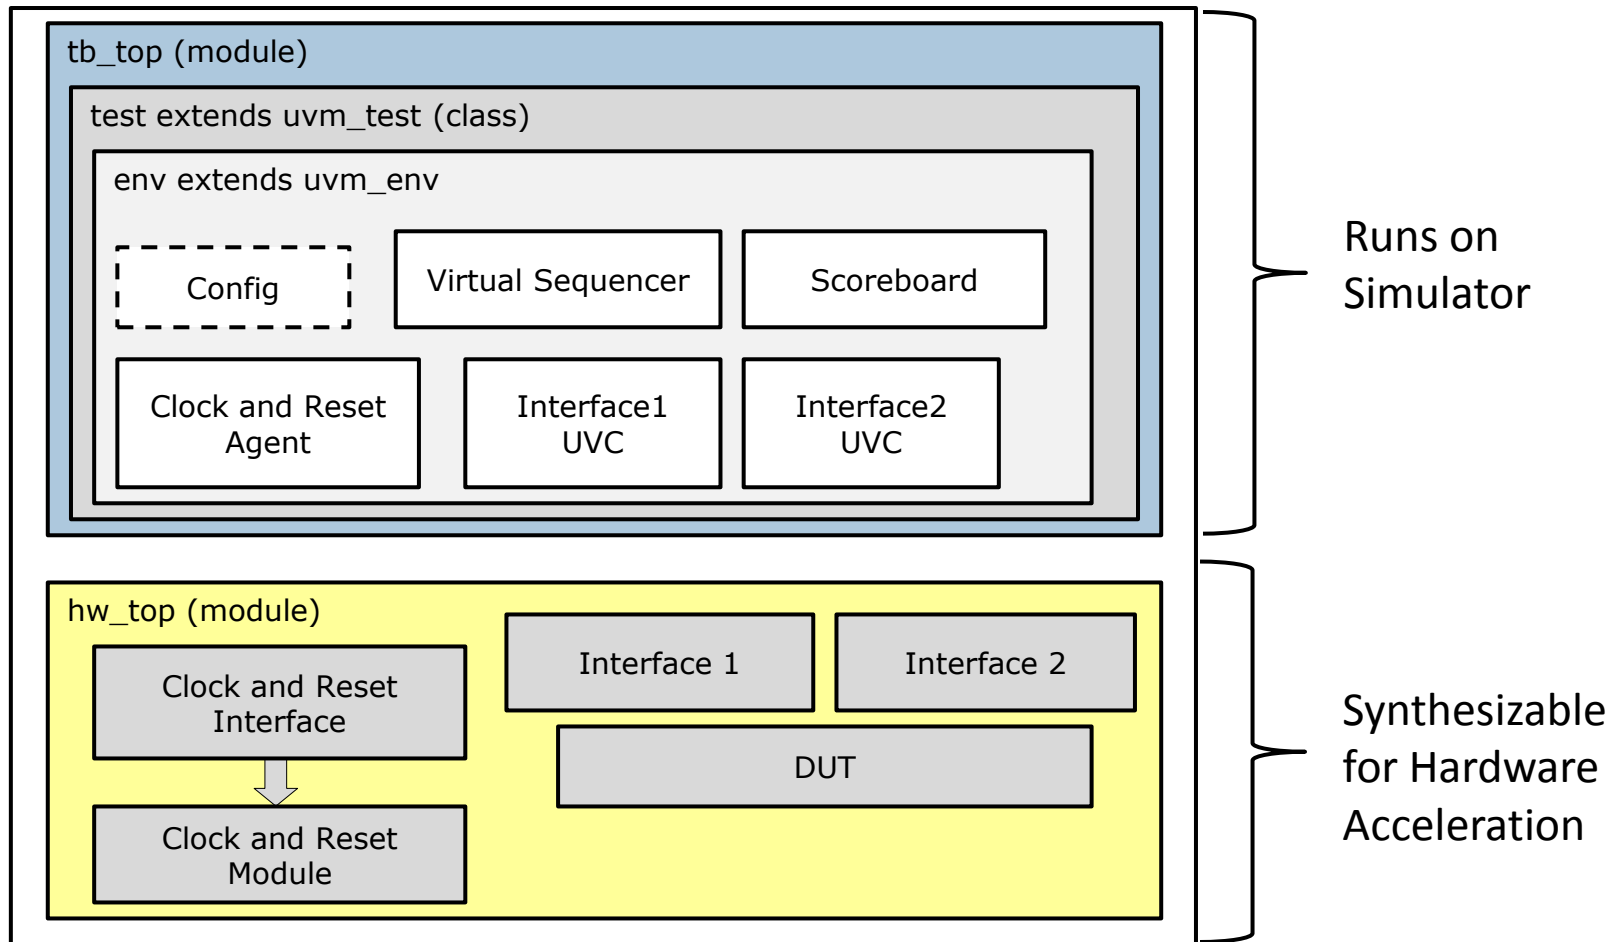 tb_top (module)
test extends uvm_test (class)
env extends uvm_env
Config
Virtual Sequencer
Scoreboard
Clock and Reset
Agent
Interface1
UVC
Interface2
UVC
Runs on
Simulator
hw_top (module)
Clock and Reset
Interface
Interface 1
Interface 2
DUT
Clock and Reset
Module
Synthesizable
for Hardware
Acceleration